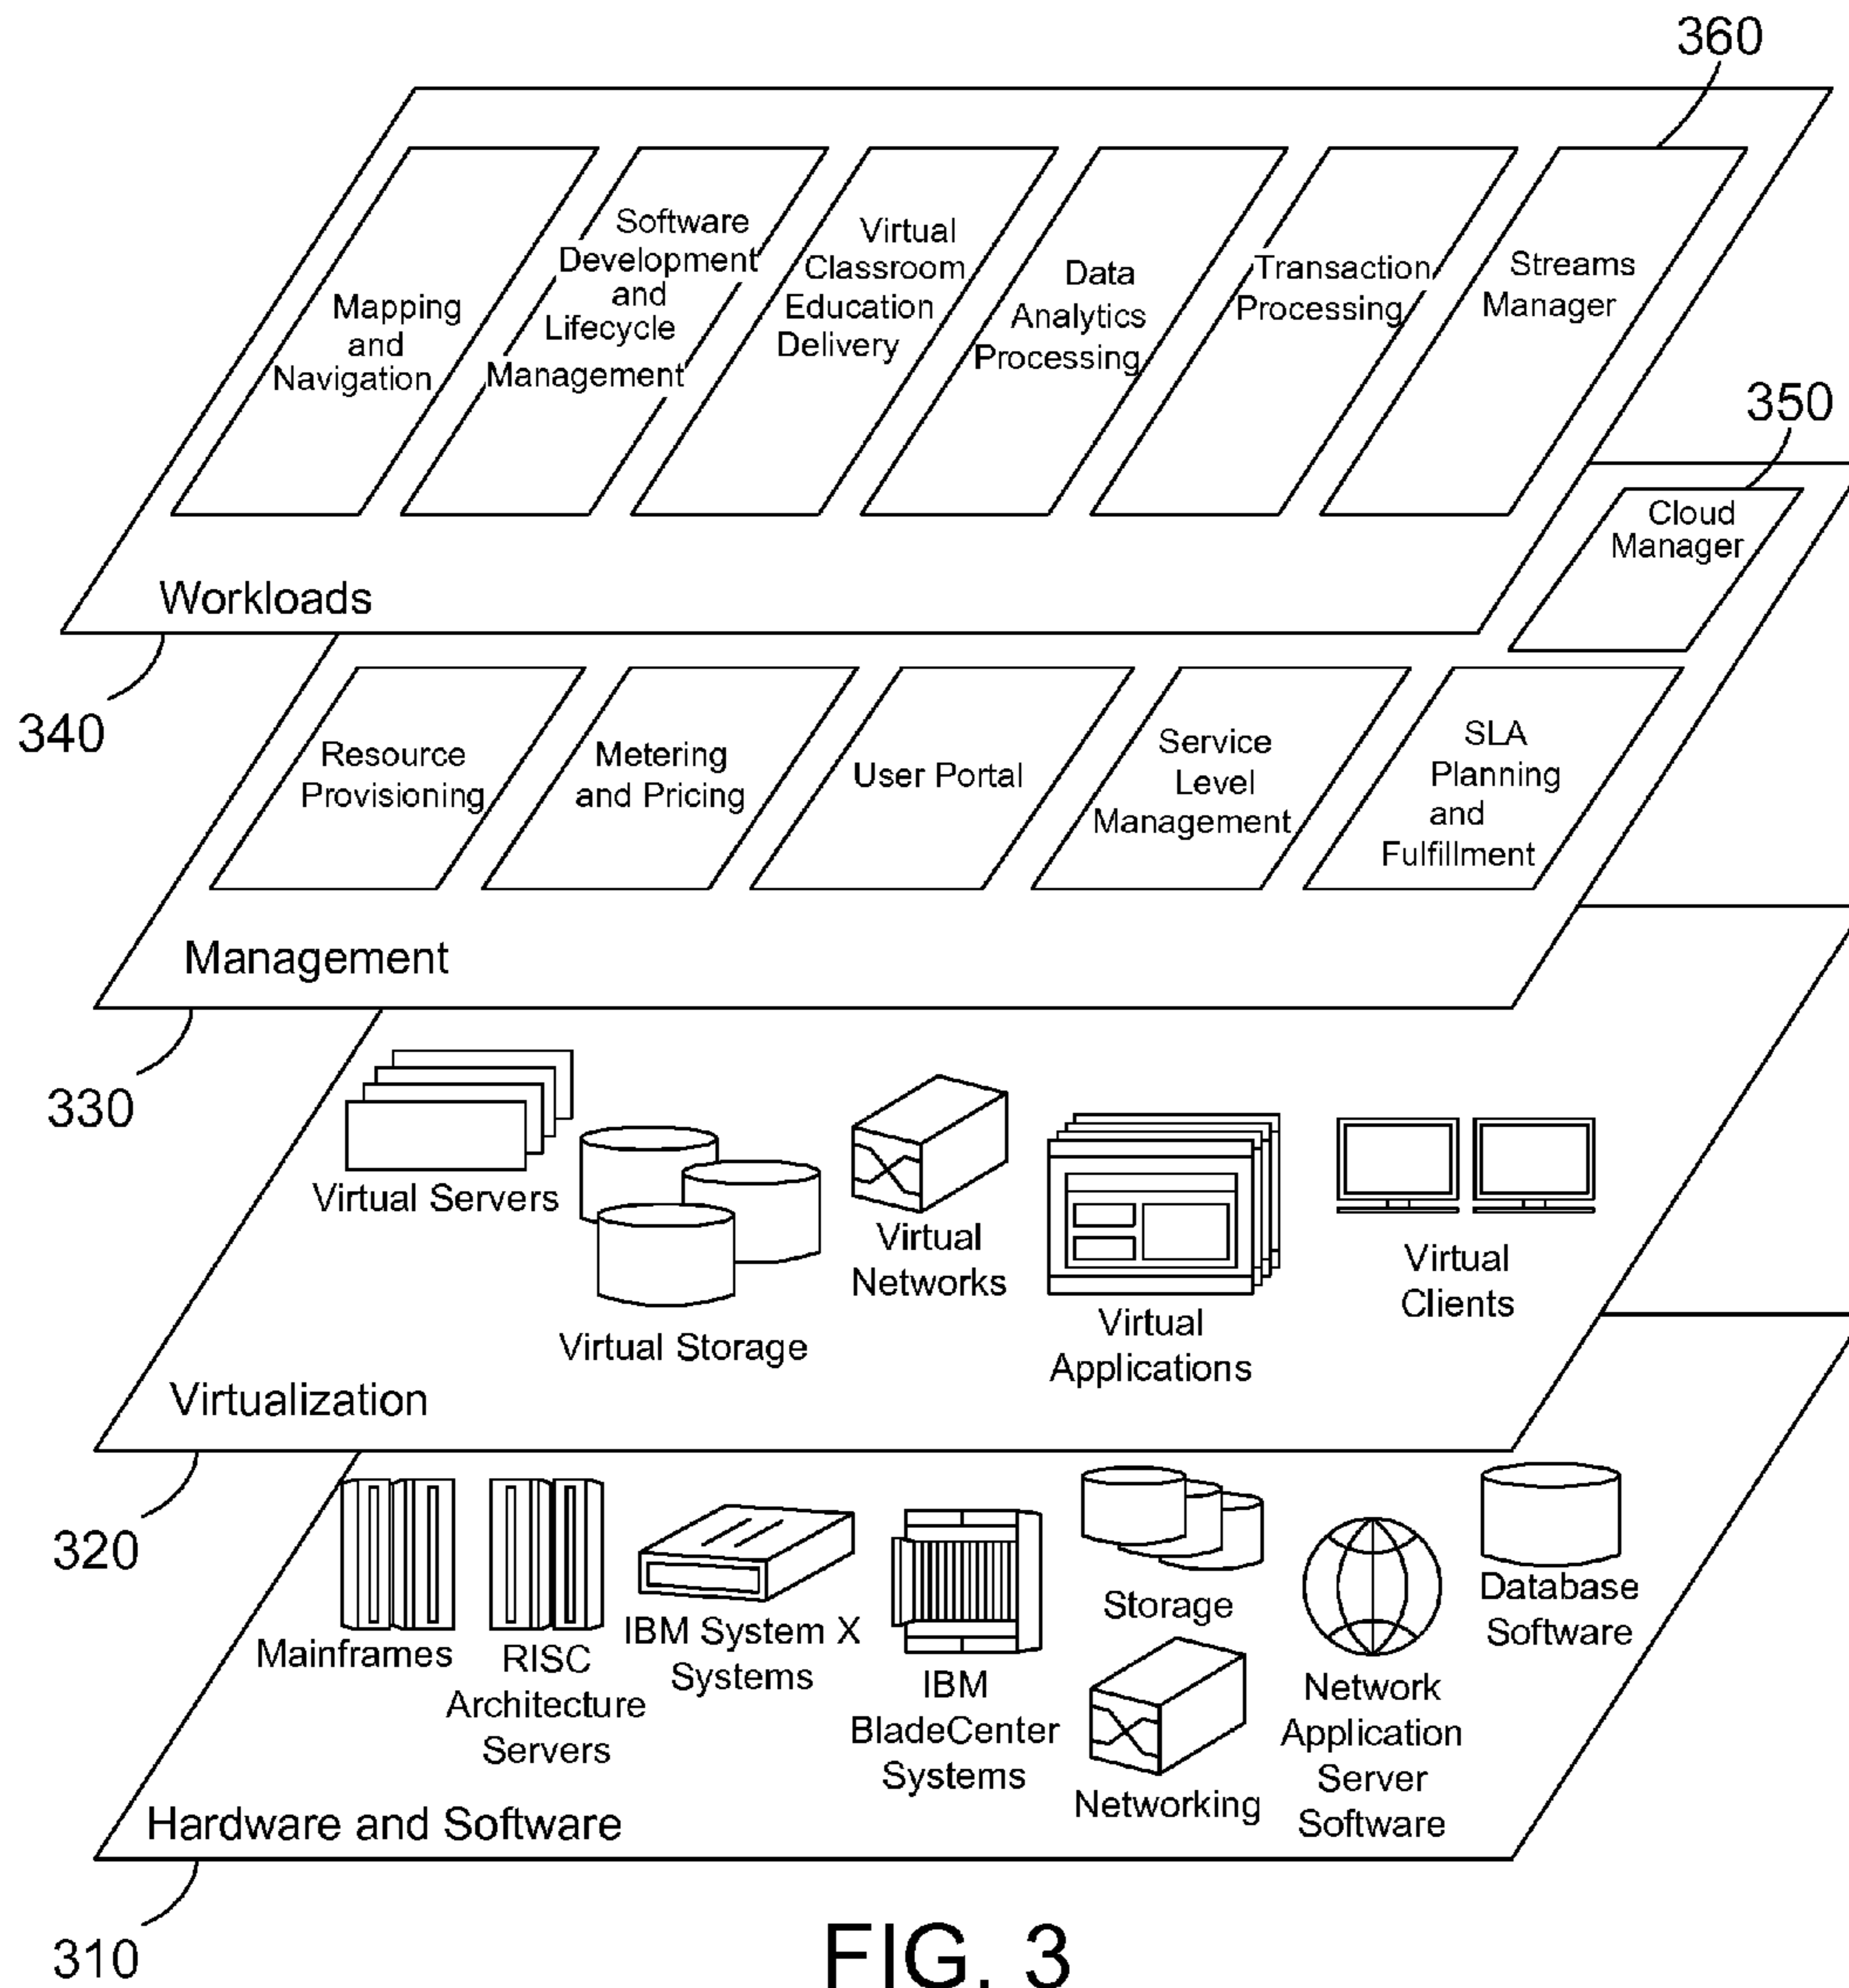 360
Mapping
and
Navigation
Software
Development
and
Lifecycle
Management
Virtual
Classroom
Education
Delivery
Data
Analytics
Processing
Transaction
Processing
Streams
Manager
Workloads
340
350
Cloud
Manager
Resource
Provisioning
Metering
and Pricing
User Portal
Service
Level
Management
SLA
Planning
and
Fulfillment
Management
330
Virtual Servers
Virtual Storage
Virtual
Networks
Virtual
Applications
Virtual
Clients
Virtualization
320
Mainframes
RISC
Architecture
Servers
IBM System X
Systems
IBM
BladeCenter
Systems
Storage
Networking
Network
Application
Server
Software
Database
Software
Hardware and Software
310
FIG. 3